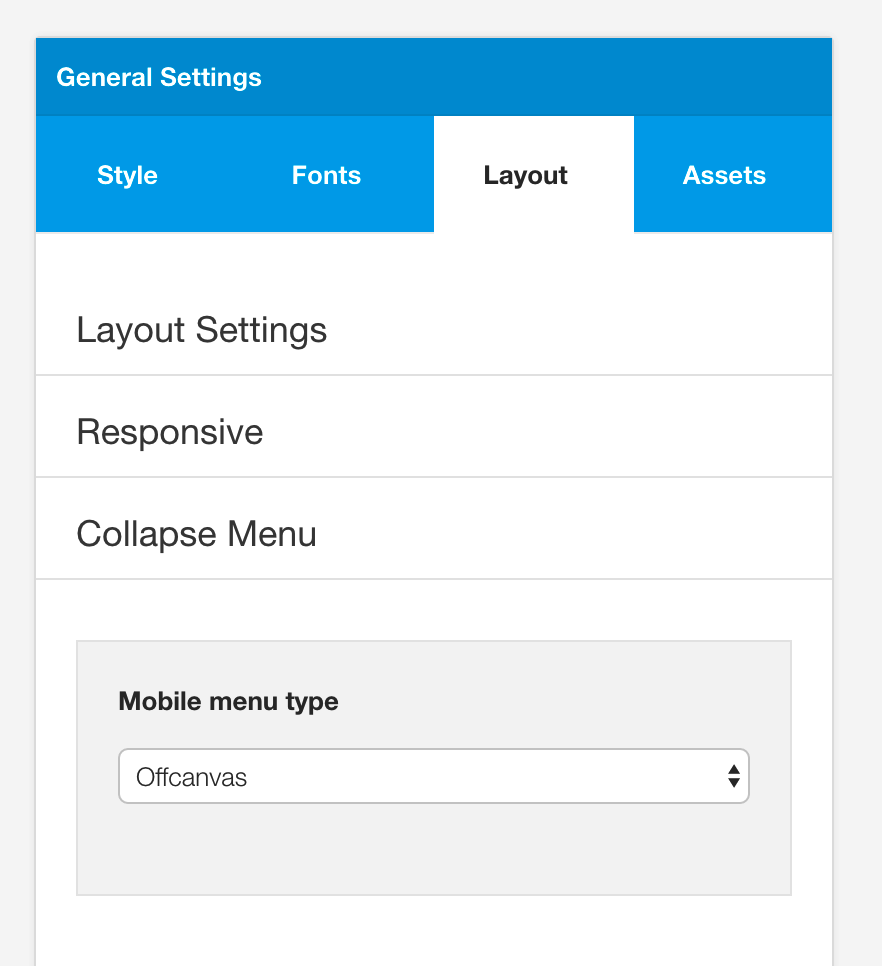 General Settings
Style Fonts Layout Assets
Layout Settings
Responsive
Collapse Menu
Mobile menu type
Offcanvas